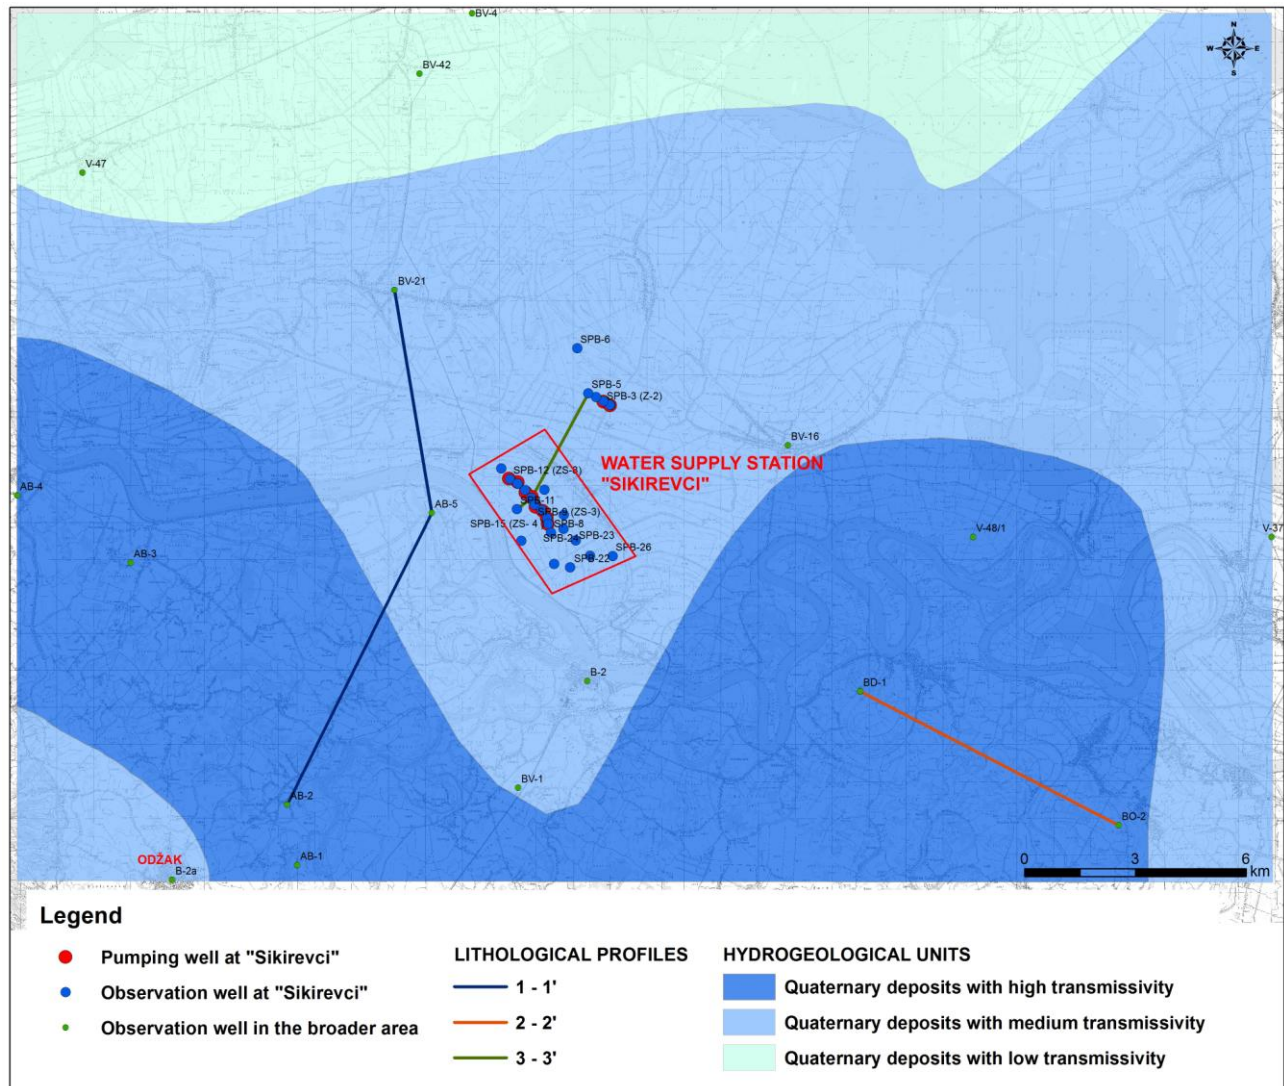 BV-4
N
W
E
S
BV-42
V-47
BV-21
SPB-6
SPB-5
SPB-3 (Z-2)
BV-16
WATER SUPPLY STATION
"SIKIREVCI"
SPB-12 (ZS-8)
AB-4
SPB-11
AB-5
SPB-9 (ZS-3)
SPB-15 (ZS- 4
SPB-8
SPB-24
SPB-23
V-48/1
V-37
AB-3
SPB-26
SPB-22
B-2
BD-1
BV-1
AB-2
BO-2
ODŽAK
AB-1
B-2a
0 3 6
km
Legend
Pumping well at "Sikirevci"
Observation well at "Sikirevci"
Observation well in the broader area
LITHOLOGICAL PROFILES
1 - 1'
2 - 2'
3 - 3'
HYDROGEOLOGICAL UNITS
Quaternary deposits with high transmissivity
Quaternary deposits with medium transmissivity
Quaternary deposits with low transmissivity